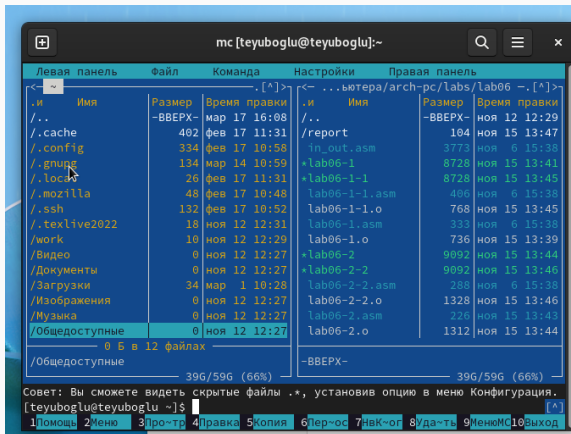 mc [teyuboglu@teyuboglu]:~
Левая панель Файл Команда Настройки Правая панель
<─ ~ ─.[^]> <─ ...ьютера/arch-pc/labs/lab06 ─.[^]>
.и Имя Размер Время правки .и Имя Размер Время правки
/.. -ВВЕРХ- мар 17 16:08 /.. -ВВЕРХ- ноя 12 12:29
/.cache 402 фев 17 11:31 /report 104 ноя 15 13:47
/.config 334 фев 17 10:58 in_out.asm 3773 ноя 6 15:38
/.gnupg 134 мар 14 10:59 *lab06-1 8728 ноя 15 13:41
/.local 26 фев 17 11:31 *lab06-1-1 8728 ноя 15 13:45
/.mozilla 48 фев 17 10:48 lab06-1-1.asm 406 ноя 6 15:38
/.ssh 132 фев 17 10:52 lab06-1-1.o 768 ноя 15 13:45
/.texlive2022 18 ноя 12 12:31 lab06-1.asm 333 ноя 6 15:38
/work 10 ноя 12 12:29 lab06-1.o 736 ноя 15 13:39
/Видео 0 ноя 12 12:27 *lab06-2 9092 ноя 15 13:44
/Документы 0 ноя 12 12:27 *lab06-2-2 9092 ноя 15 13:46
/Загрузки 34 мар 1 10:28 lab06-2-2.asm 288 ноя 6 15:38
/Изображения 0 ноя 12 12:27 lab06-2-2.o 1328 ноя 15 13:46
/Музыка 0 ноя 12 12:27 lab06-2.asm 226 ноя 15 13:43
/Общедоступные 0 ноя 12 12:27 lab06-2.o 1312 ноя 15 13:44
0 Б в 12 файлах
/Общедоступные -ВВЕРХ-
39G/59G (66%) 39G/59G (66%)
Совет: Вы сможете видеть скрытые файлы .*, установив опцию в меню Конфигурация.
[teyuboglu@teyuboglu ~]$ [^]
1Помощь 2Меню 3Про~тр 4Правка 5Копия 6Пер~ос 7НвК~ог 8Уда~ть 9МенюМС 10Выход